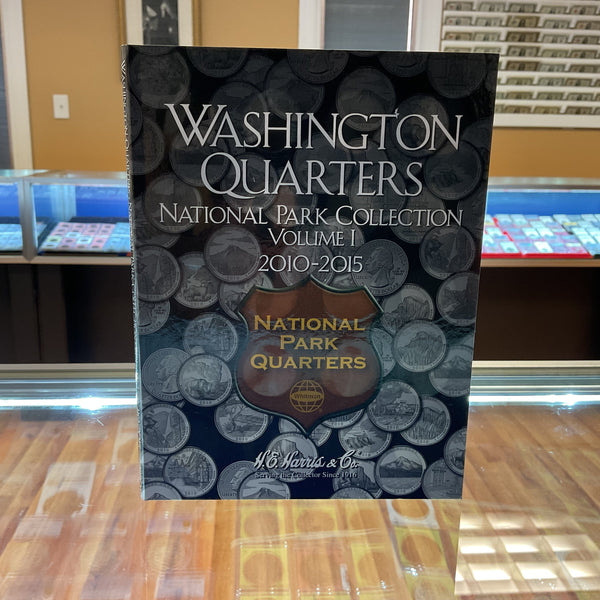 WASHINGTON
QUARTERS
NATIONAL PARK COLLECTION
VOLUME I
2010-2015
NATIONAL
PARK
QUARTERS
Whitman
H.E. Harris & Co.
Serving the Collector Since 1916